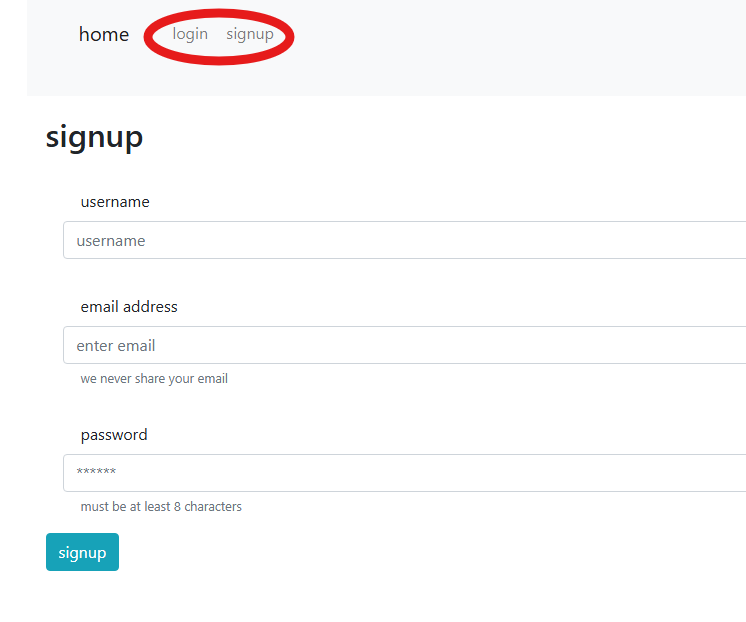 home login signup
signup
username
username
email address
enter email
we never share your email
password
******
must be at least 8 characters
signup